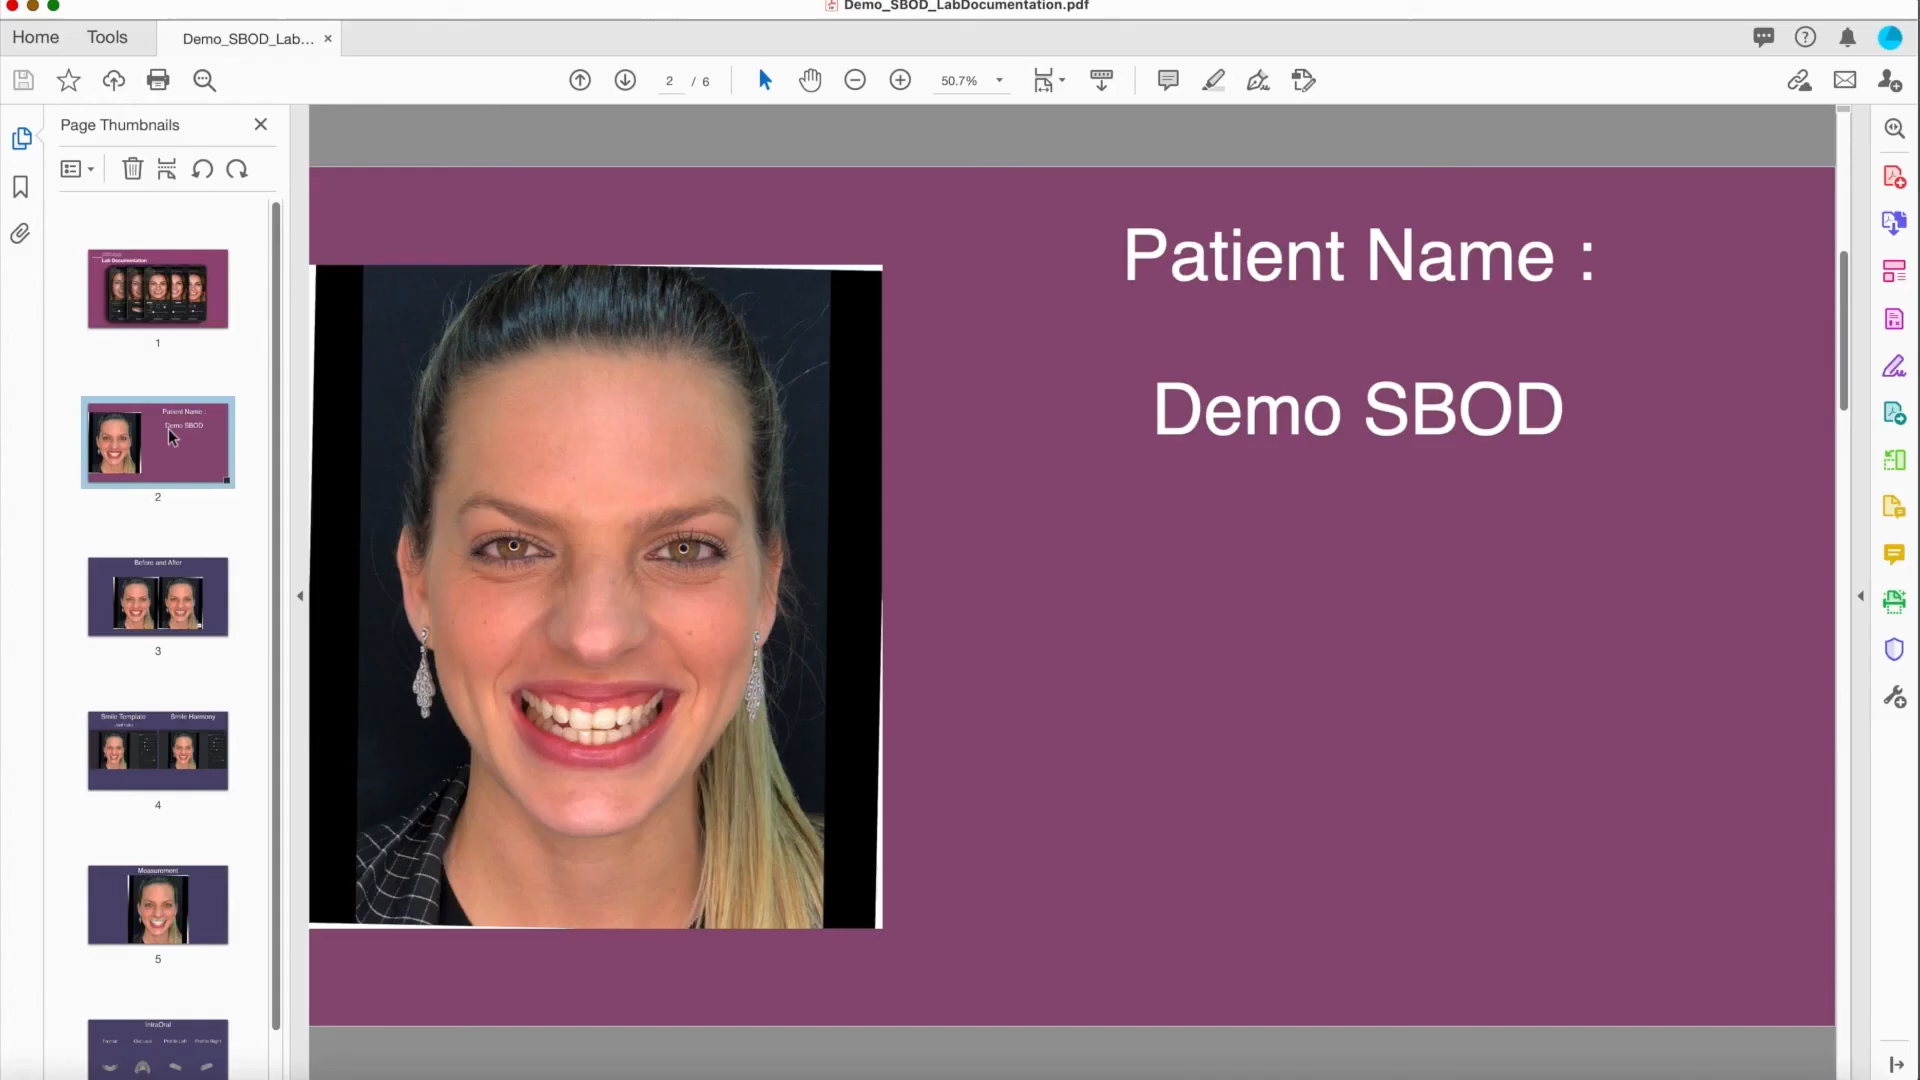 Demo_SBOD_LabDocumentation.pdf
Home
Tools
Demo_SBOD_Lab...
2 / 6
50.7%
Page Thumbnails
Lab Documentation
1
Patient Name :
Demo SBOD
2
Before and After
3
Smile Template
Smile Harmony
4
Measurement
5
IntraOral
Frontal
Occlusal
Profile Left
Profile Right
Patient Name :
Demo SBOD